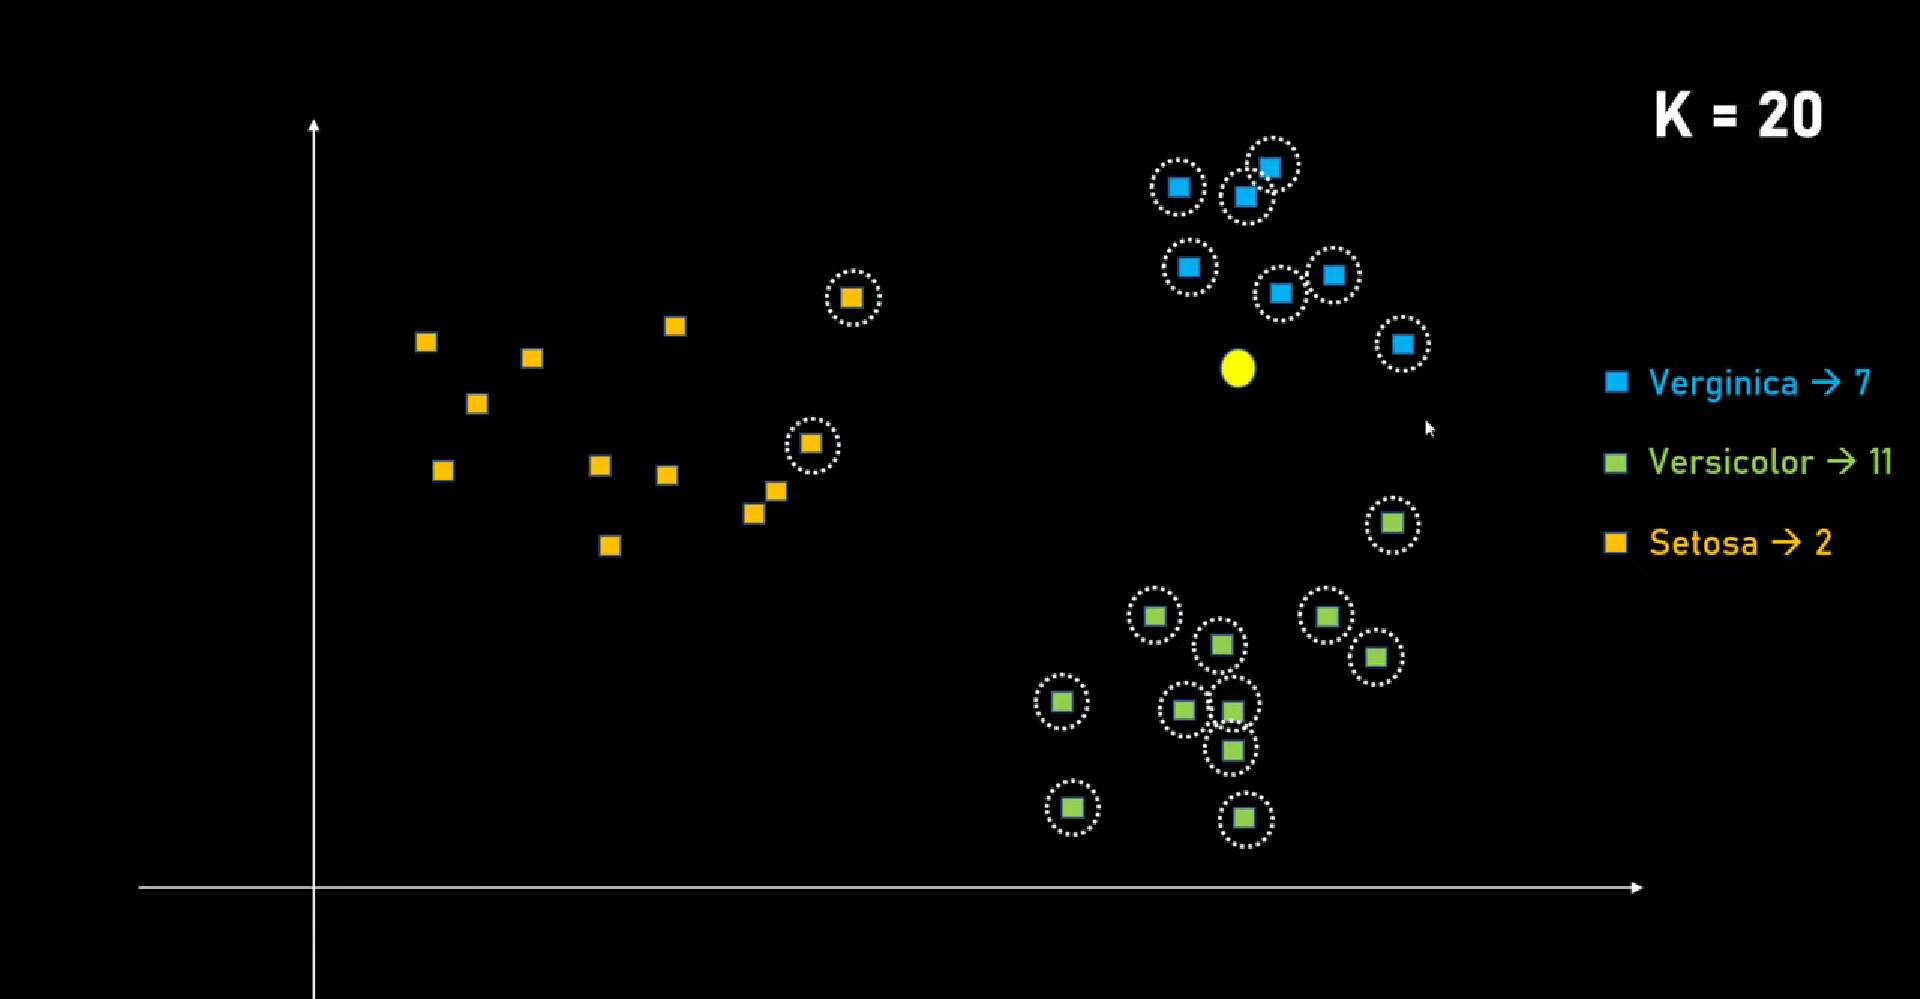 K = 20
Verginica → 7
Versicolor → 11
Setosa → 2